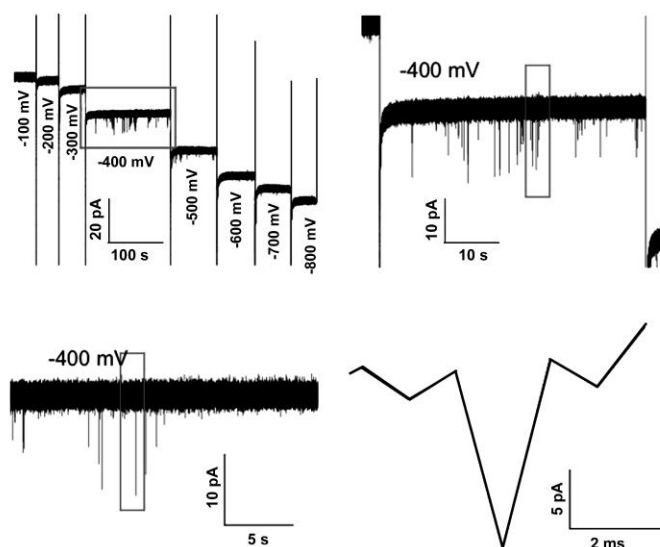 -100 mV
-200 mV
-300 mV
-400 mV
-500 mV
-600 mV
-700 mV
-800 mV
20 pA
100 s
-400 mV
10 pA
10 s
-400 mV
10 pA
5 s
5 pA
2 ms